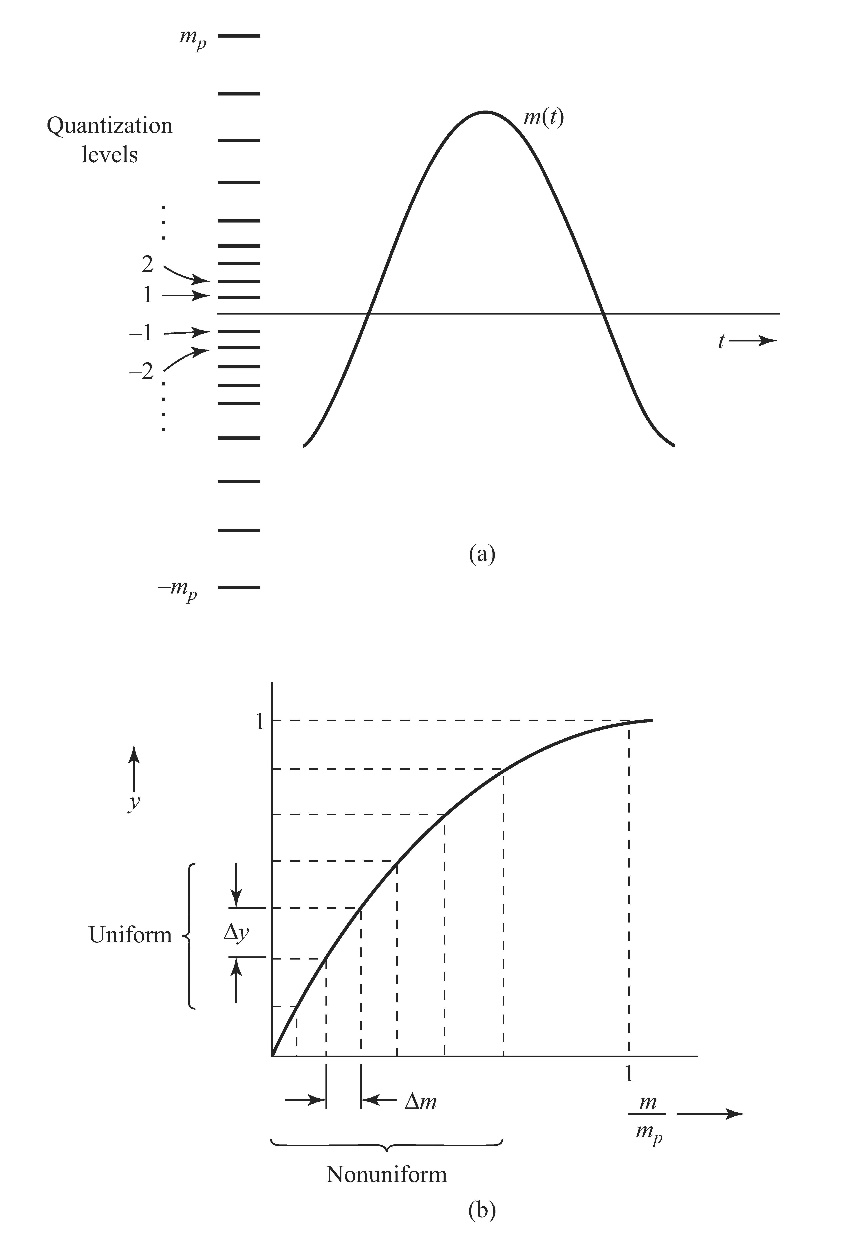 m_p
Quantization
levels
m(t)
2
1
–1
–2
t
(a)
–m_p
1
y
Uniform
Δy
1
Δm
m
m_p
Nonuniform
(b)